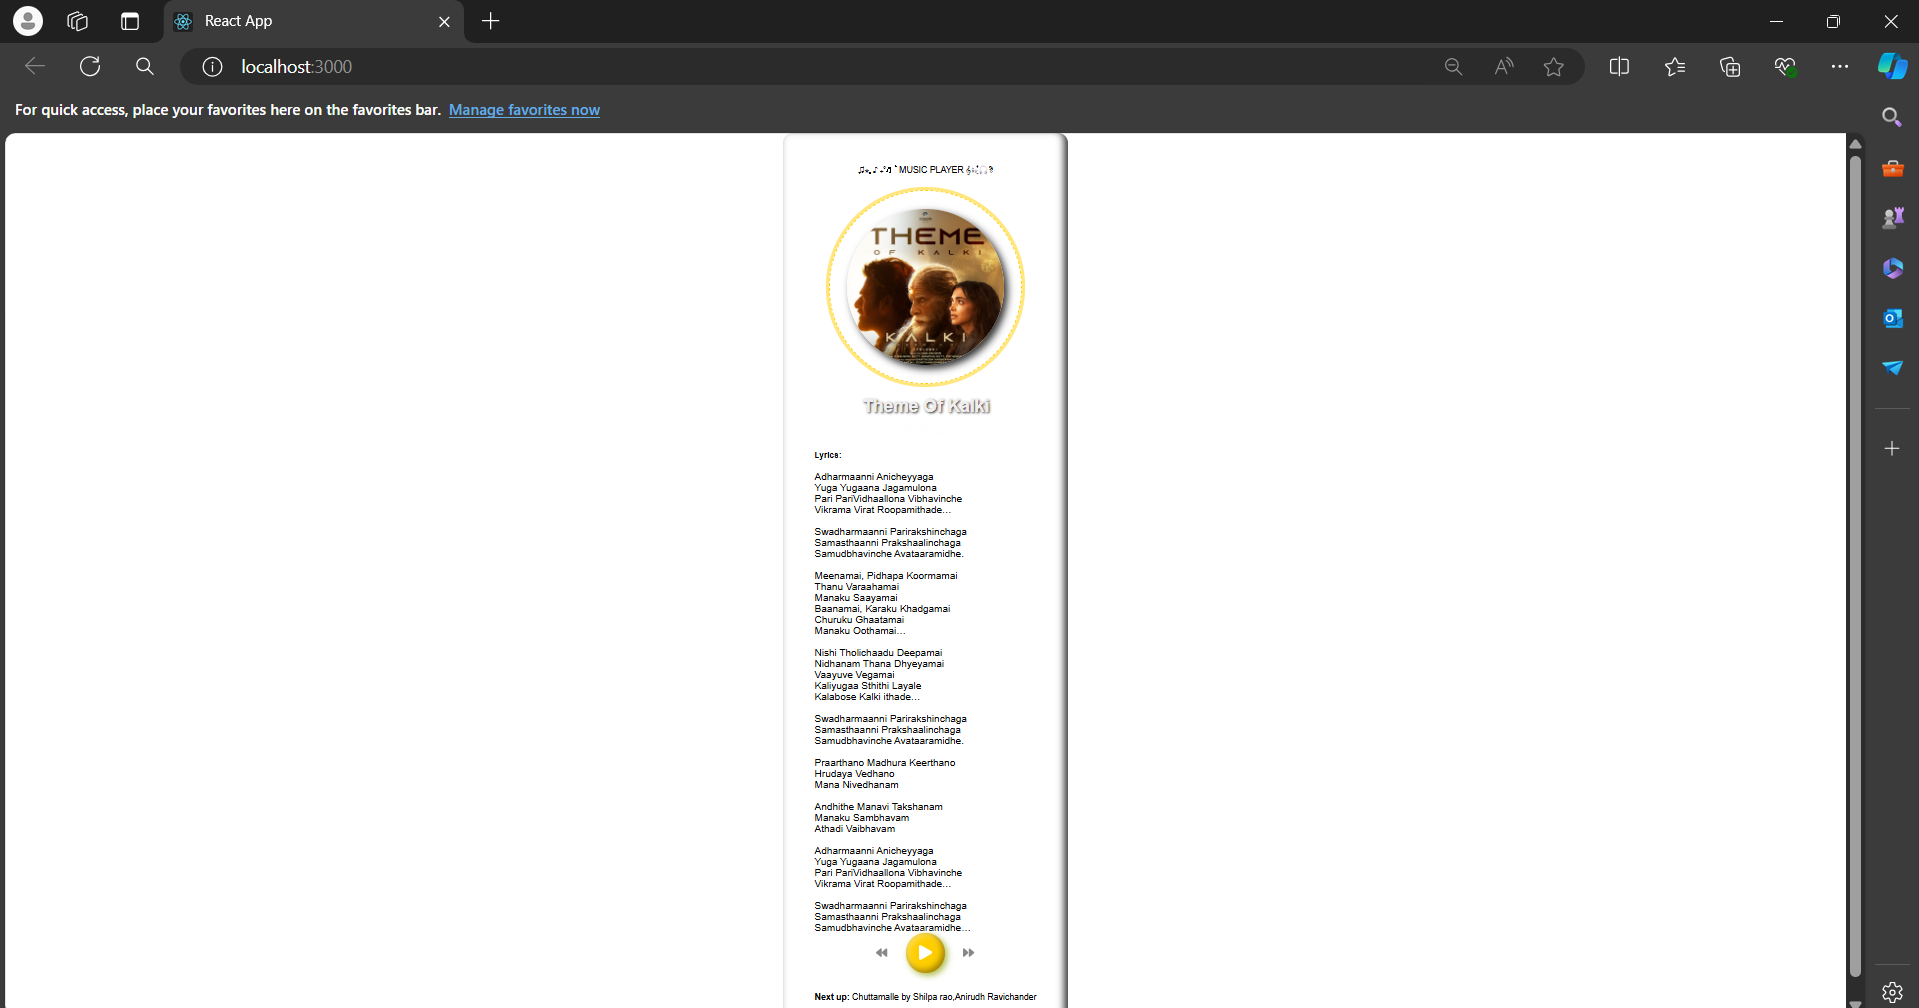 React App
localhost:3000
For quick access, place your favorites here on the favorites bar. Manage favorites now
MUSIC PLAYER
THEME
OF KALKI
KALKI
Theme Of Kalki
Lyrics:
Adharmaanni Anicheyyaga
Yuga Yugaana Jagamulona
Pari PariVidhaallona Vibhavinche
Vikrama Virat Roopamithade...
Swadharmaanni Parirakshinchaga
Samasthaanni Prakshaalinchaga
Samudbhavinche Avataaramidhe.
Meenamai, Pidhapa Koormamai
Thanu Varaahamai
Manaku Saayamai
Baanamai, Karaku Khadgamai
Churuku Ghaatamai
Manaku Oothamai...
Nishi Tholichaadu Deepamai
Nidhanam Thana Dhyeyamai
Vaayuve Vegamai
Kaliyugaa Sthithi Layale
Kalabose Kalki ithade...
Swadharmaanni Parirakshinchaga
Samasthaanni Prakshaalinchaga
Samudbhavinche Avataaramidhe.
Praarthano Madhura Keerthano
Hrudaya Vedhano
Mana Nivedhanam
Andhithe Manavi Takshanam
Manaku Sambhavam
Athadi Vaibhavam
Adharmaanni Anicheyyaga
Yuga Yugaana Jagamulona
Pari PariVidhaallona Vibhavinche
Vikrama Virat Roopamithade...
Swadharmaanni Parirakshinchaga
Samasthaanni Prakshaalinchaga
Samudbhavinche Avataaramidhe...
Next up: Chuttamalle by Shilpa rao,Anirudh Ravichander